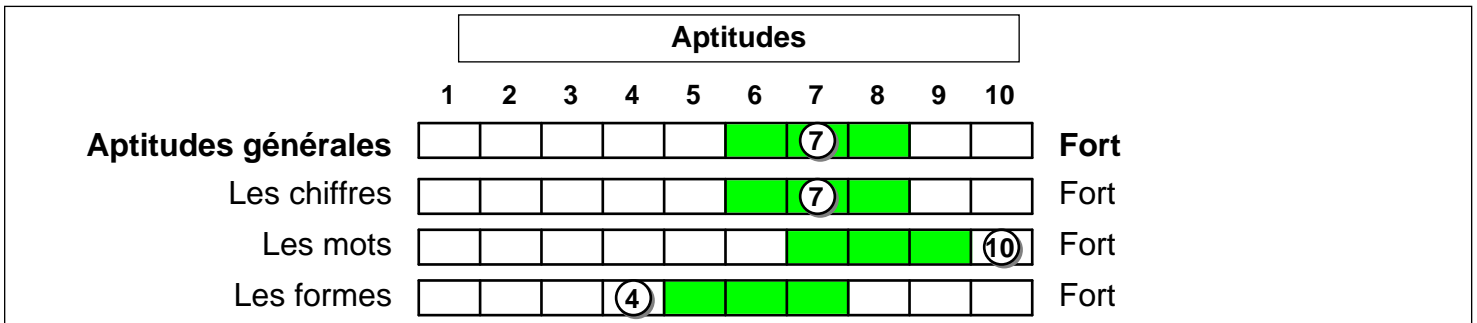 Aptitudes
1 2 3 4 5 6 7 8 9 10
Aptitudes générales 7 Fort
Les chiffres 7 Fort
Les mots 10 Fort
Les formes 4 Fort